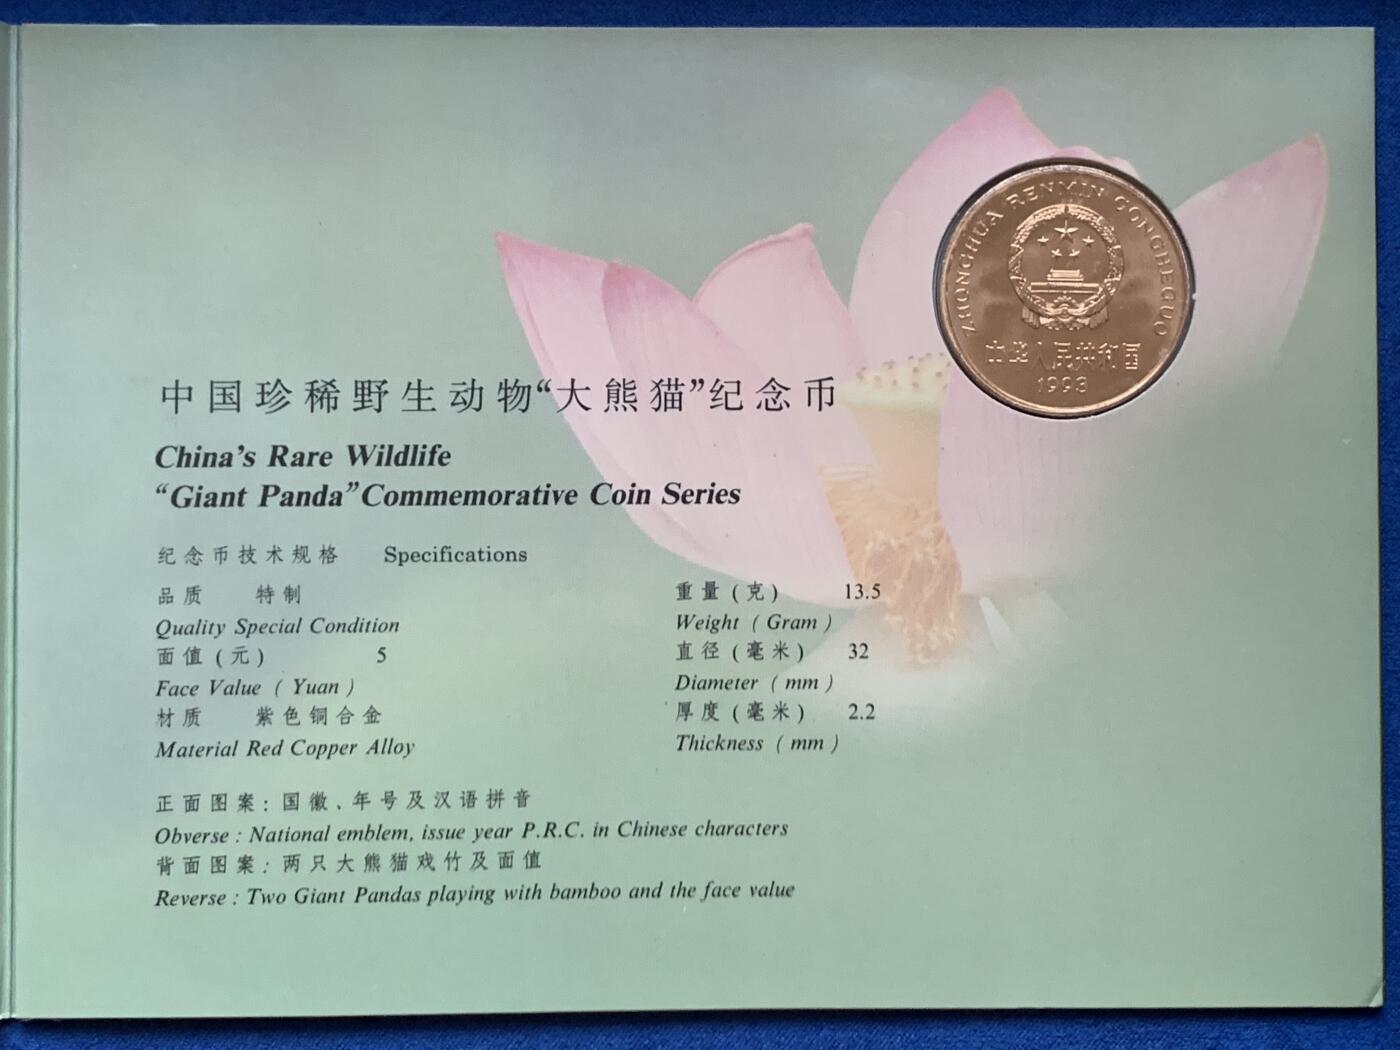 ZHONGHUA RENMIN GONGHEGUO
中华人民共和国
1993
中国珍稀野生动物“大熊猫”纪念币
China's Rare Wildlife
“Giant Panda” Commemorative Coin Series
纪念币技术规格 Specifications
品质 特制
Quality Special Condition
面值(元) 5
Face Value ( Yuan )
材质 紫色铜合金
Material Red Copper Alloy
重量(克) 13.5
Weight ( Gram )
直径(毫米) 32
Diameter ( mm )
厚度(毫米) 2.2
Thickness ( mm )
正面图案:国徽、年号及汉语拼音
Obverse : National emblem, issue year P.R.C. in Chinese characters
背面图案:两只大熊猫戏竹及面值
Reverse : Two Giant Pandas playing with bamboo and the face value